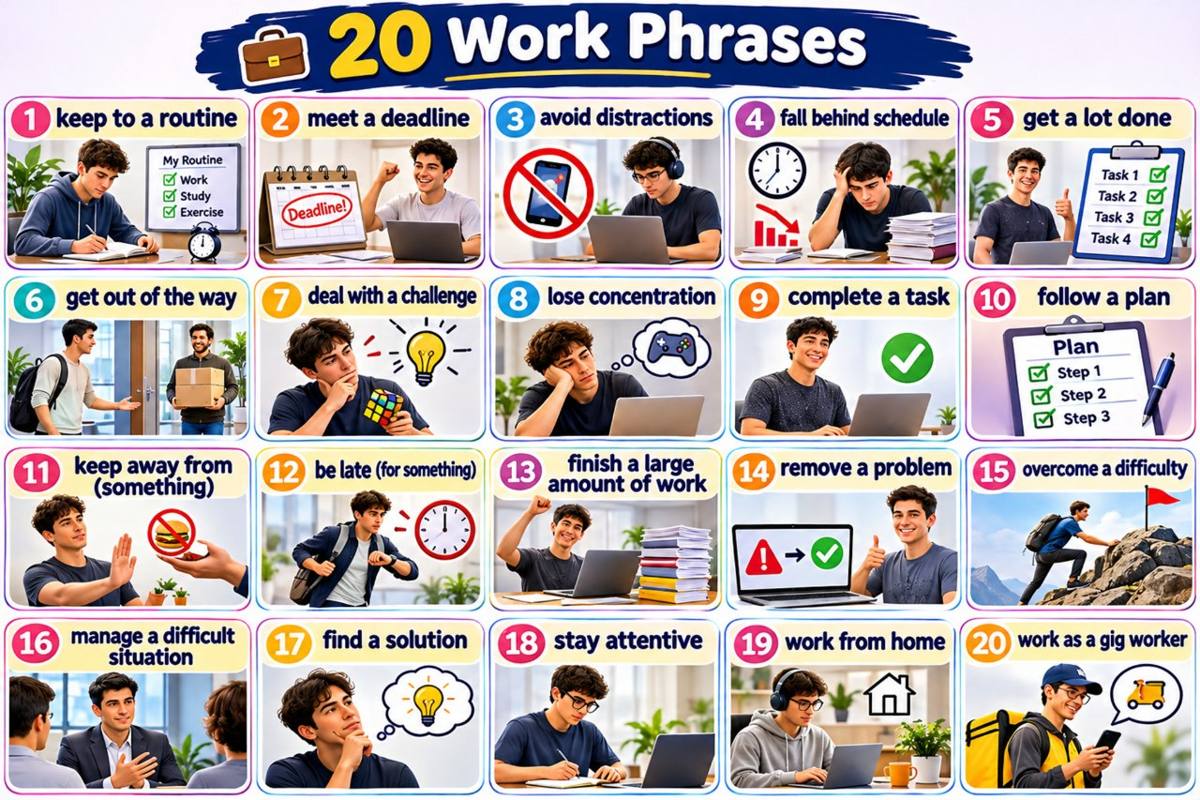 20 Work Phrases
1 keep to a routine
My Routine
Work
Study
Exercise
2 meet a deadline
Deadline!
3 avoid distractions
4 fall behind schedule
5 get a lot done
Task 1
Task 2
Task 3
Task 4
6 get out of the way
7 deal with a challenge
8 lose concentration
9 complete a task
10 follow a plan
Plan
Step 1
Step 2
Step 3
11 keep away from
(something)
12 be late (for something)
13 finish a large
amount of work
14 remove a problem
15 overcome a difficulty
16 manage a difficult
situation
17 find a solution
18 stay attentive
19 work from home
20 work as a gig worker